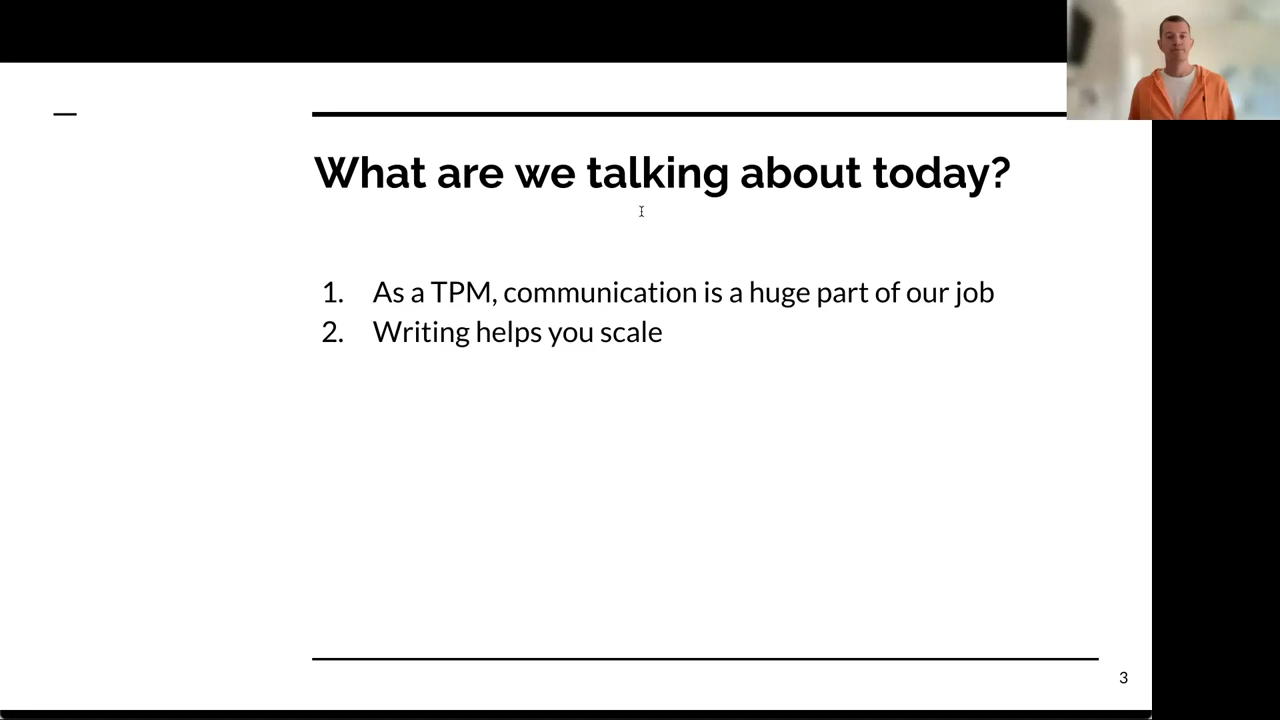 What are we talking about today?
1. As a TPM, communication is a huge part of our job
2. Writing helps you scale
3